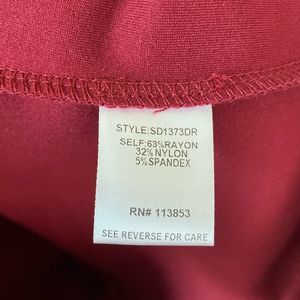 STYLE:SD1373DR
SELF:63%RAYON
32%NYLON
5%SPANDEX
RN# 113853
SEE REVERSE FOR CARE